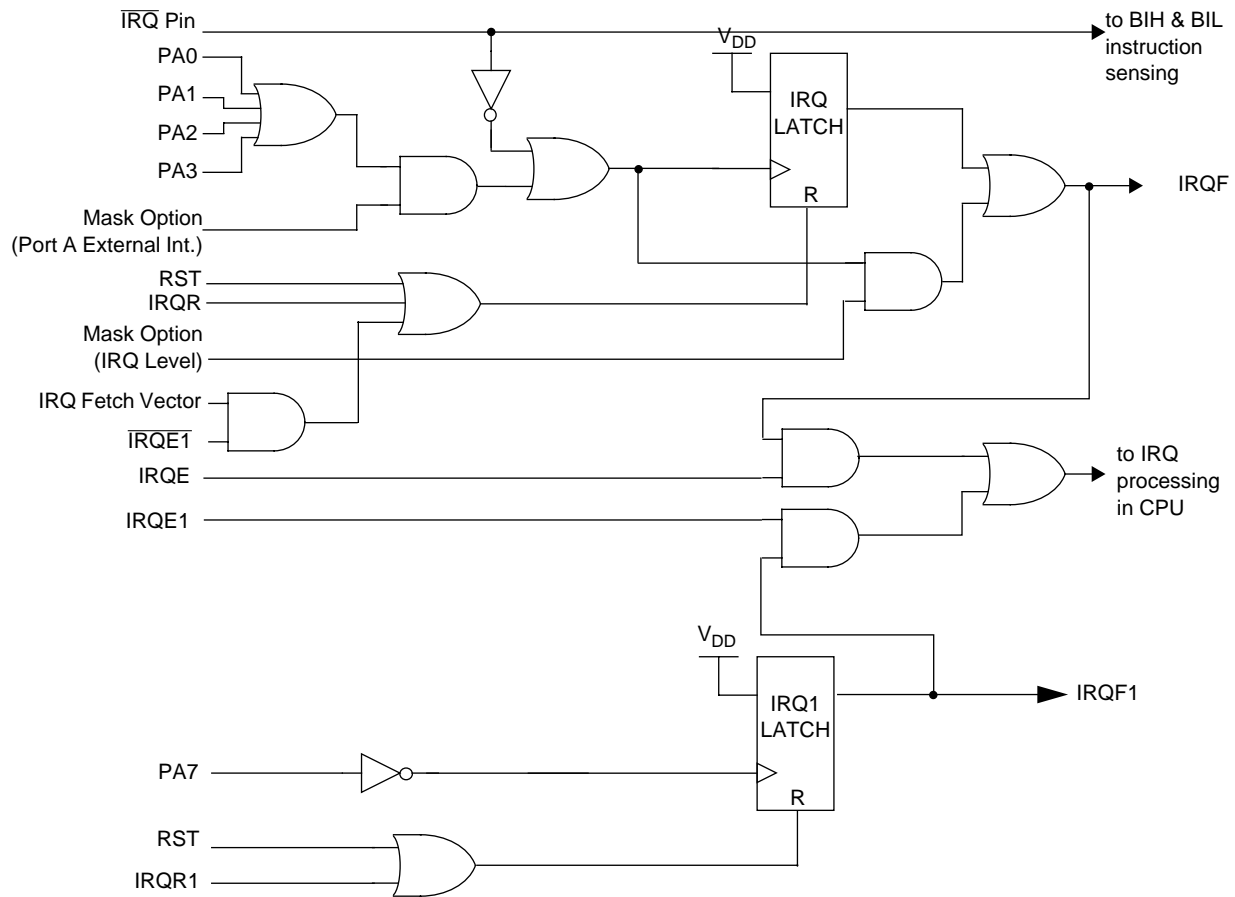 IRQ Pin
to BIH & BIL
instruction
sensing
VDD
PA0
PA1
PA2
PA3
IRQ
LATCH
R
IRQF
Mask Option
(Port A External Int.)
RST
IRQR
Mask Option
(IRQ Level)
IRQ Fetch Vector
IRQE1
IRQE
to IRQ
processing
in CPU
IRQE1
VDD
IRQ1
LATCH
R
IRQF1
PA7
RST
IRQR1